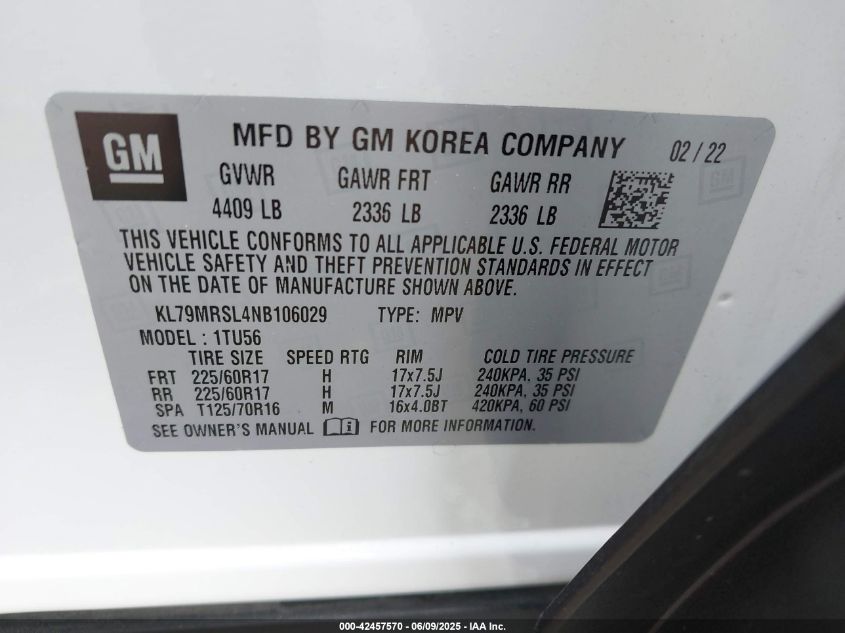 GM
MFD BY GM KOREA COMPANY 02 / 22
GVWR GAWR FRT GAWR RR
4409 LB 2336 LB 2336 LB
THIS VEHICLE CONFORMS TO ALL APPLICABLE U.S. FEDERAL MOTOR
VEHICLE SAFETY AND THEFT PREVENTION STANDARDS IN EFFECT
ON THE DATE OF MANUFACTURE SHOWN ABOVE.
KL79MRSL4NB106029 TYPE: MPV
MODEL : 1TU56
TIRE SIZE SPEED RTG RIM COLD TIRE PRESSURE
FRT 225/60R17 H 17x7.5J 240KPA, 35 PSI
RR 225/60R17 H 17x7.5J 240KPA, 35 PSI
SPA T125/70R16 M 16x4.0BT 420KPA, 60 PSI
SEE OWNER'S MANUAL FOR MORE INFORMATION.
000-42457570 - 06/09/2025 - IAA Inc.